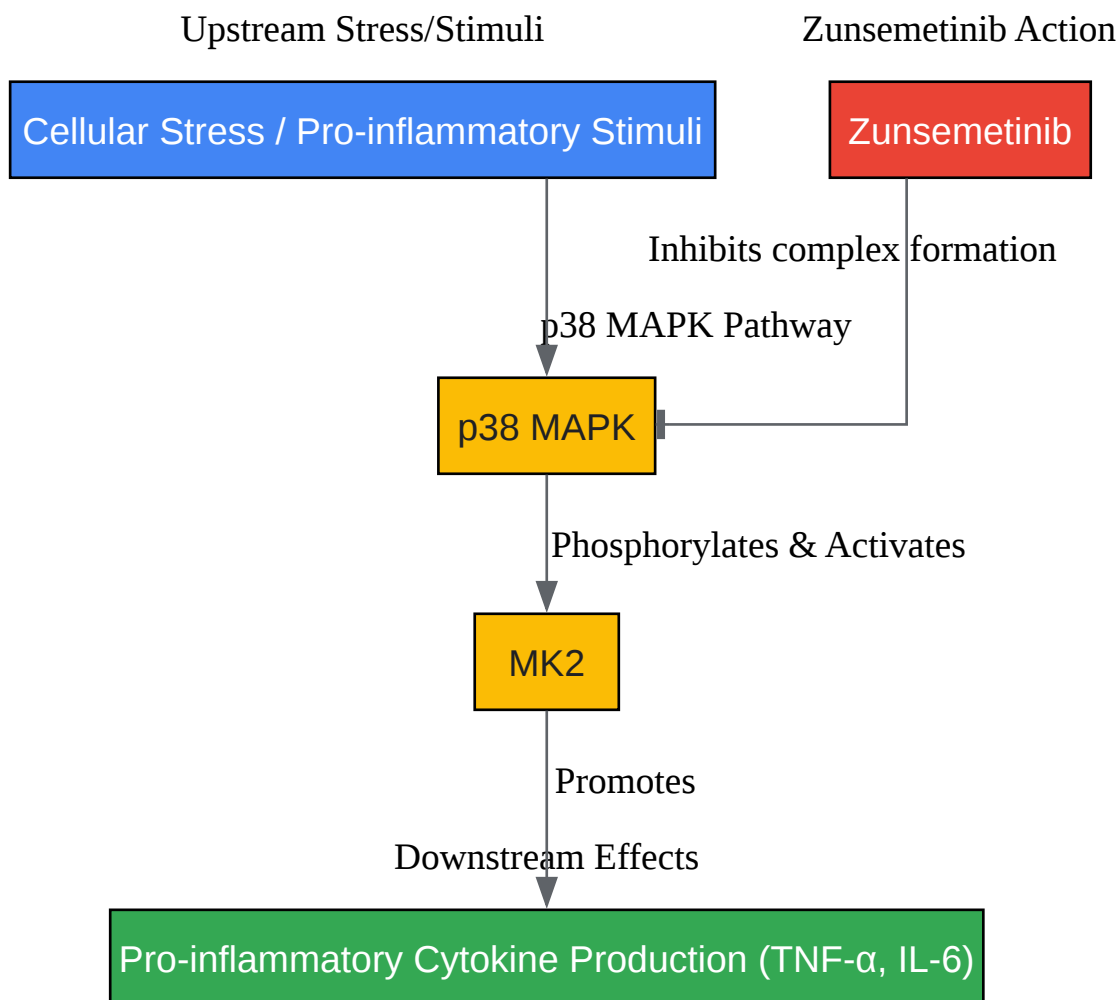 Upstream Stress/Stimuli
Zunsemetinib Action
Cellular Stress / Pro-inflammatory Stimuli
Zunsemetinib
Inhibits complex formation
p38 MAPK Pathway
p38 MAPK
Phosphorylates & Activates
MK2
Promotes
Downstream Effects
Pro-inflammatory Cytokine Production (TNF-α, IL-6)